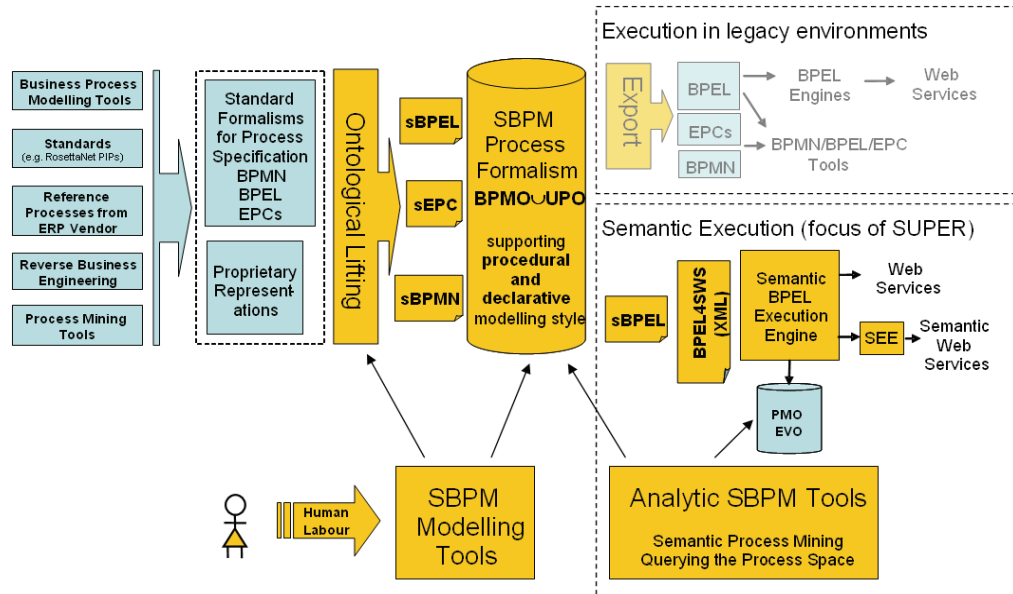 Business Process
Modelling Tools
Standards
(e.g. RosettaNet PIPs)
Reference
Processes from
ERP Vendor
Reverse Business
Engineering
Process Mining
Tools
Standard
Formalisms
for Process
Specification
BPMN
BPEL
EPCs
Proprietary
Represent-
ations
Ontological Lifting
sBPEL
sEPC
sBPMN
SBPM
Process
Formalism
BPMO∪UPO
supporting
procedural
and
declarative
modelling style
Execution in legacy environments
Export
BPEL
EPCs
BPMN
BPEL
Engines
Web
Services
BPMN/BPEL/EPC
Tools
Semantic Execution (focus of SUPER)
sBPEL
BPEL4SWS
(XML)
Semantic
BPEL
Execution
Engine
Web
Services
SEE
Semantic
Web
Services
PMO
EVO
Human
Labour
SBPM
Modelling
Tools
Analytic SBPM Tools
Semantic Process Mining
Querying the Process Space